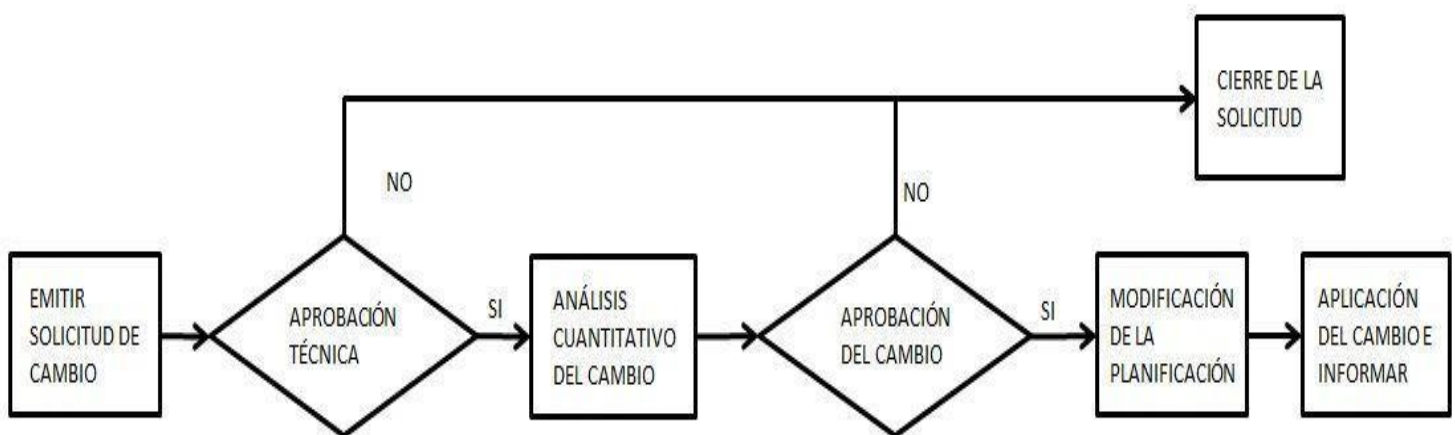 CIERRE DE LA
SOLICITUD
NO
NO
EMITIR
SOLICITUD DE
CAMBIO
APROBACIÓN
TÉCNICA
SI
ANÁLISIS
CUANTITATIVO
DEL CAMBIO
APROBACIÓN
DEL CAMBIO
SI
MODIFICACIÓN
DE LA
PLANIFICACIÓN
APLICACIÓN
DEL CAMBIO E
INFORMAR